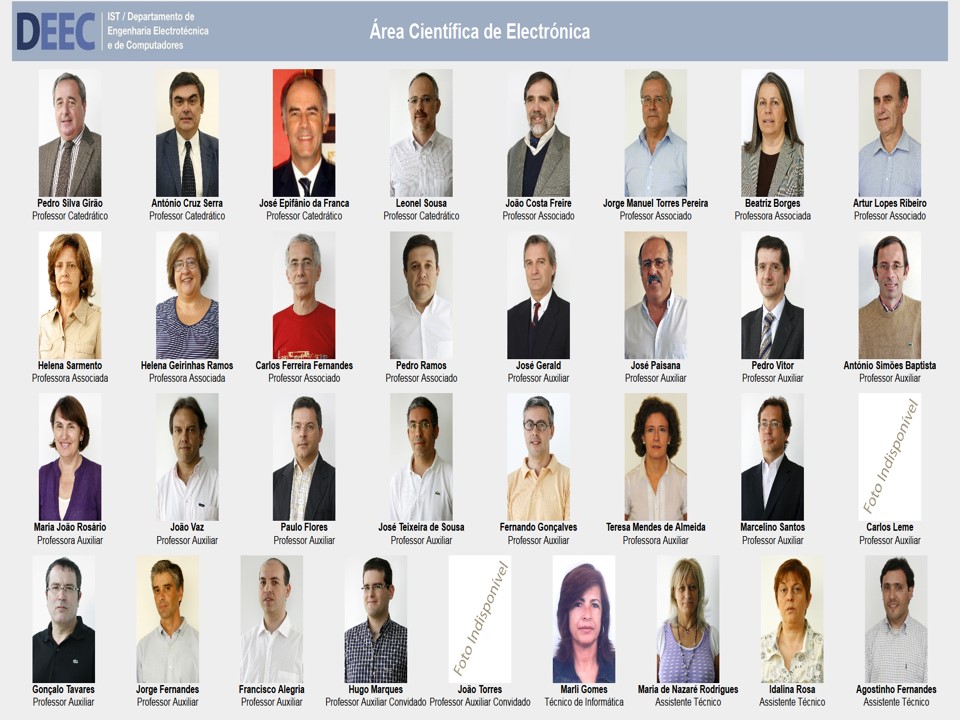 DEEC
IST / Departamento de
Engenharia Electrotécnica
e de Computadores
Área Científica de Electrónica
Pedro Silva Girão
Professor Catedrático
António Cruz Serra
Professor Catedrático
José Epifânio da Franca
Professor Catedrático
Leonel Sousa
Professor Catedrático
João Costa Freire
Professor Associado
Jorge Manuel Torres Pereira
Professor Associado
Beatriz Borges
Professora Associada
Artur Lopes Ribeiro
Professor Associado
Helena Sarmento
Professora Associada
Helena Geirinhas Ramos
Professora Associada
Carlos Ferreira Fernandes
Professor Associado
Pedro Ramos
Professor Associado
José Gerald
Professor Auxiliar
José Paisana
Professor Auxiliar
Pedro Vitor
Professor Auxiliar
António Simões Baptista
Professor Auxiliar
Maria João Rosário
Professora Auxiliar
João Vaz
Professor Auxiliar
Paulo Flores
Professor Auxiliar
José Teixeira de Sousa
Professor Auxiliar
Fernando Gonçalves
Professor Auxiliar
Teresa Mendes de Almeida
Professora Auxiliar
Marcelino Santos
Professor Auxiliar
Foto Indisponível
Carlos Leme
Professor Auxiliar
Gonçalo Tavares
Professor Auxiliar
Jorge Fernandes
Professor Auxiliar
Francisco Alegria
Professor Auxiliar
Hugo Marques
Professor Auxiliar Convidado
Foto Indisponível
João Torres
Professor Auxiliar Convidado
Marli Gomes
Técnico de Informática
Maria de Nazaré Rodrigues
Assistente Técnico
Idalina Rosa
Assistente Técnico
Agostinho Fernandes
Assistente Técnico